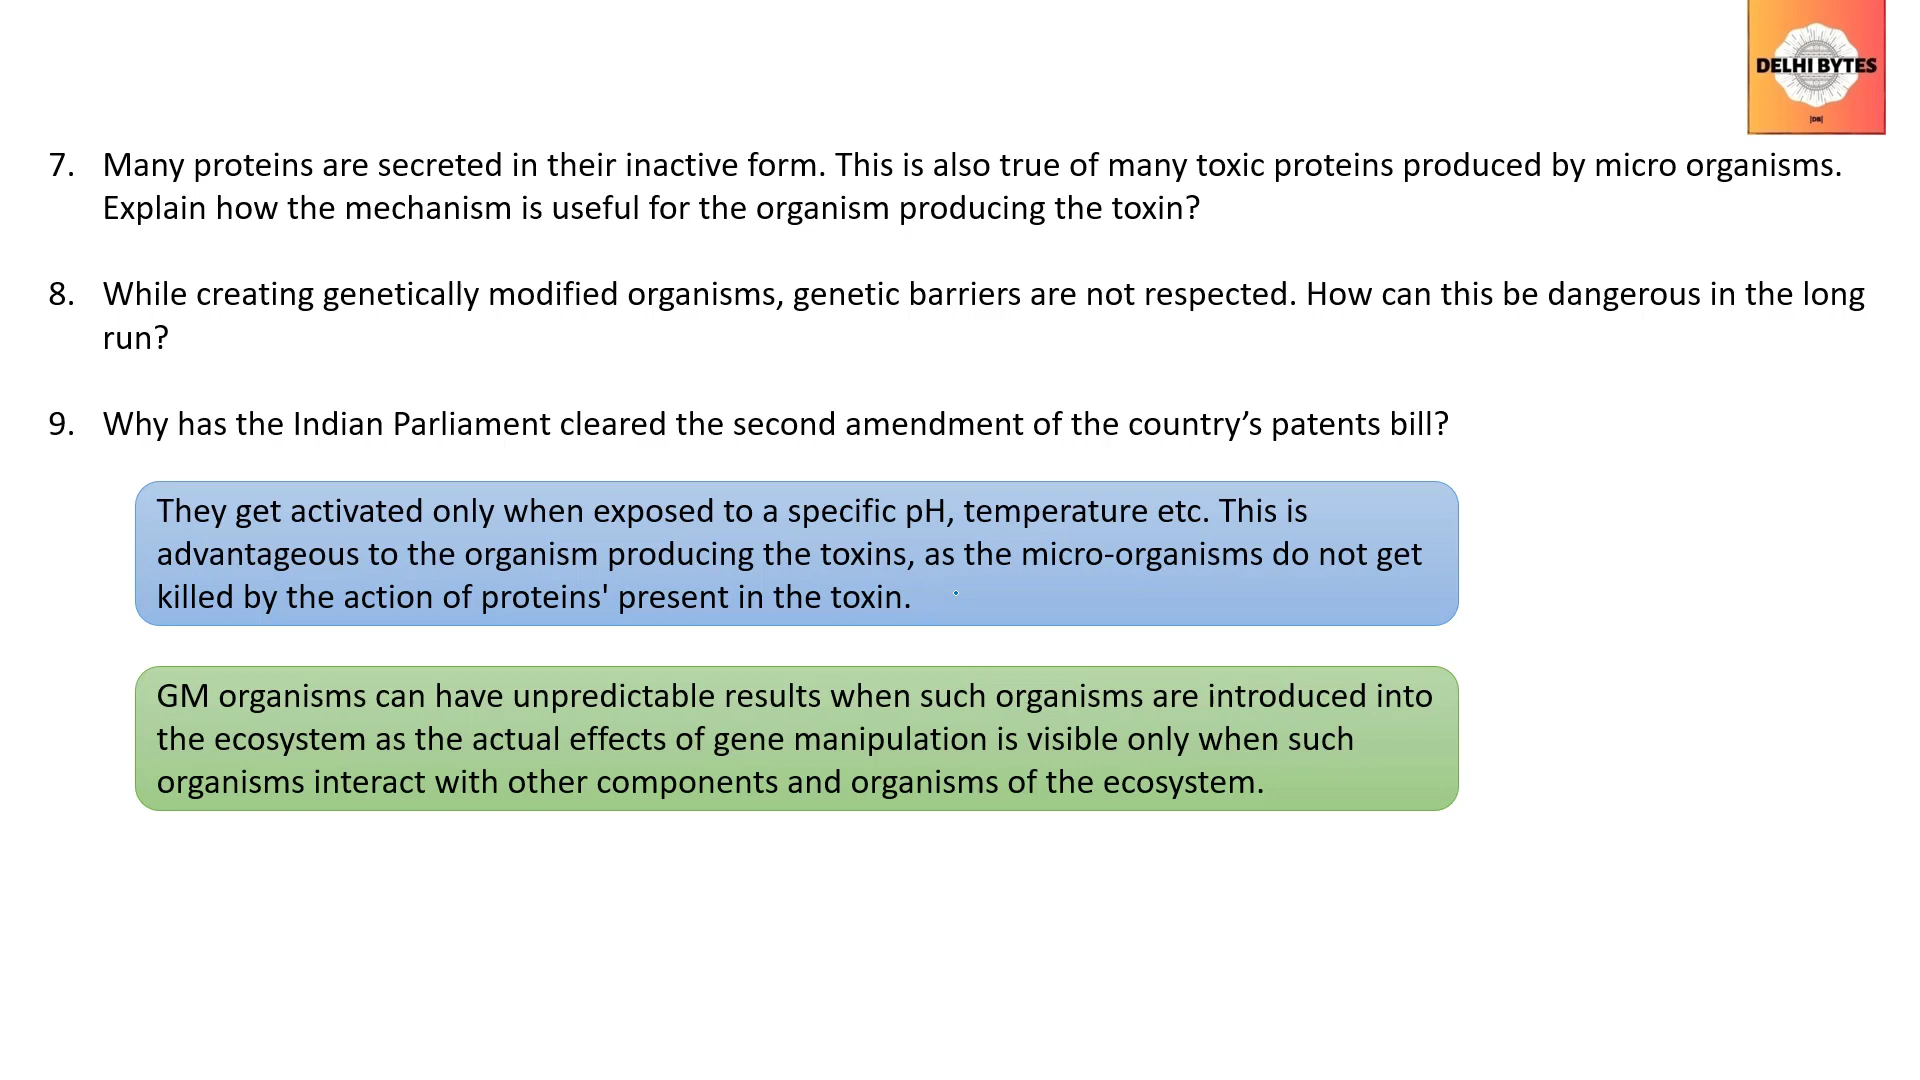 DELHI BYTES
|DB|
7. Many proteins are secreted in their inactive form. This is also true of many toxic proteins produced by micro organisms.
Explain how the mechanism is useful for the organism producing the toxin?
8. While creating genetically modified organisms, genetic barriers are not respected. How can this be dangerous in the long
run?
9. Why has the Indian Parliament cleared the second amendment of the country’s patents bill?
They get activated only when exposed to a specific pH, temperature etc. This is
advantageous to the organism producing the toxins, as the micro-organisms do not get
killed by the action of proteins' present in the toxin.
GM organisms can have unpredictable results when such organisms are introduced into
the ecosystem as the actual effects of gene manipulation is visible only when such
organisms interact with other components and organisms of the ecosystem.